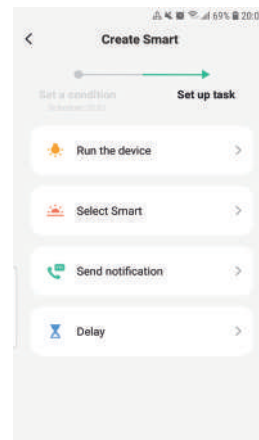 69% 20:0
Create Smart
Set a condition
Set up task
Run the device
Select Smart
Send notification
Delay